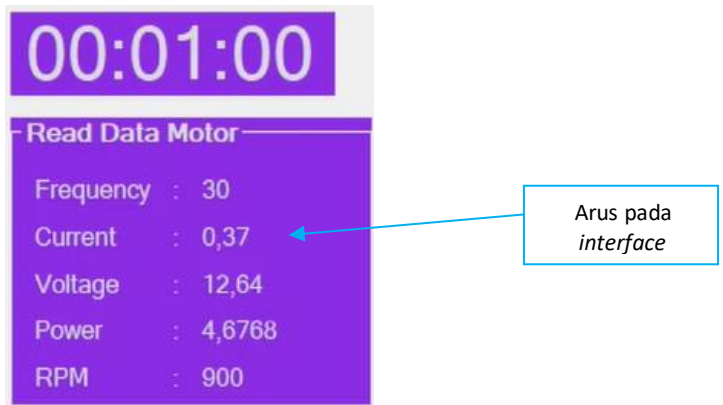 00:01:00
Read Data Motor
Frequency : 30
Current : 0,37
Voltage : 12,64
Power : 4,6768
RPM : 900
Arus pada
interface